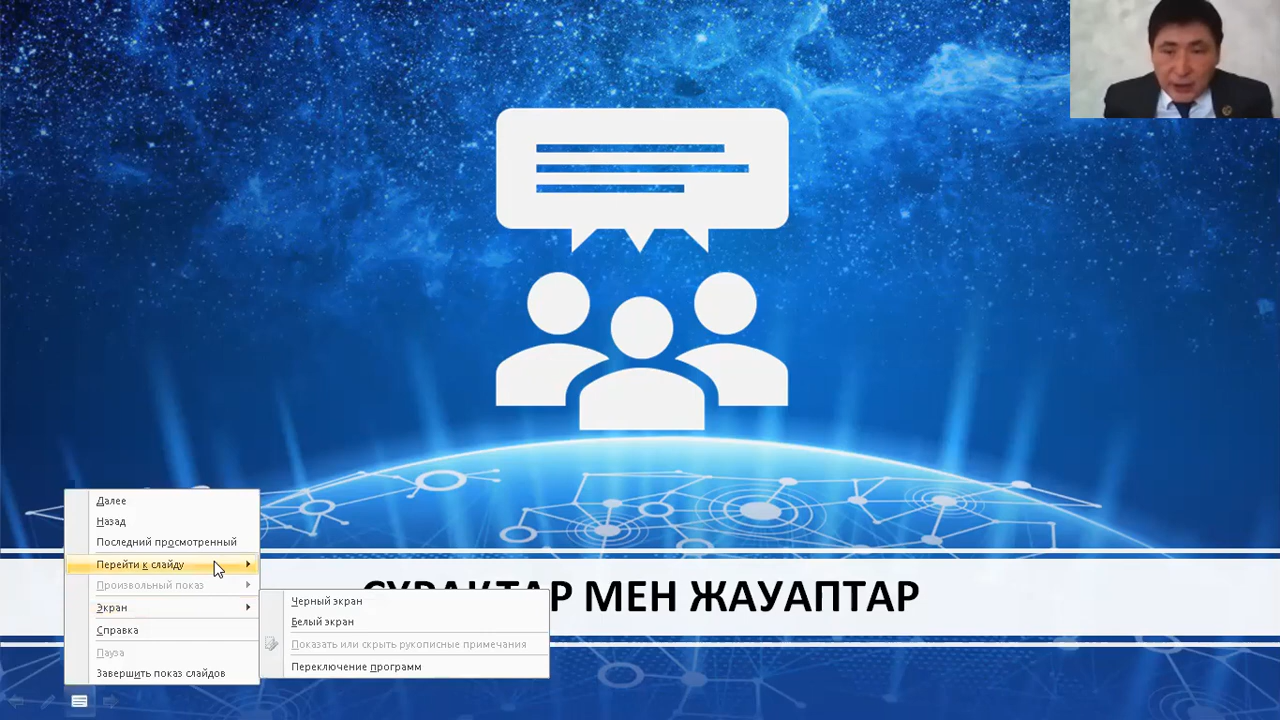 Далее
Назад
Последний просмотренный
Перейти к слайду
Произвольный показ
Экран
Справка
Пауза
Завершить показ слайдов
Черный экран
Белый экран
Показать или скрыть рукописные примечания
Переключение программ
СҰРАҚТАР МЕН ЖАУАПТАР